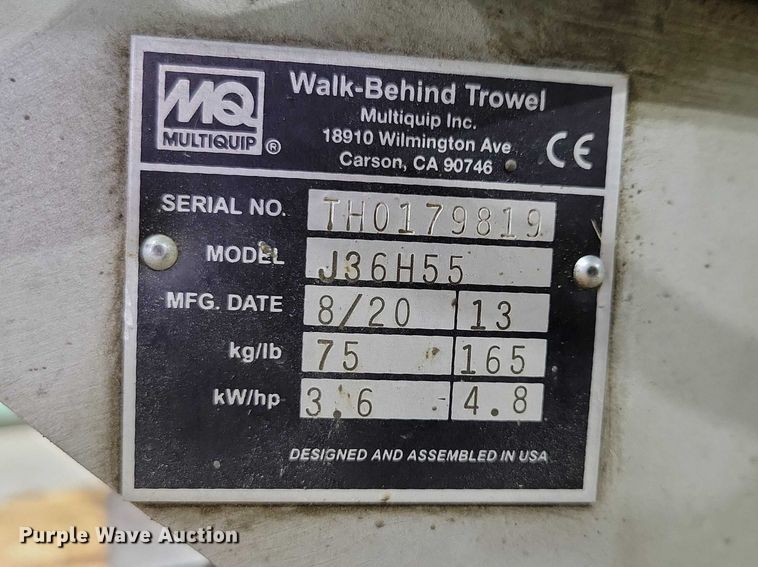 MQ
MULTIQUIP ®
Walk-Behind Trowel
Multiquip Inc.
18910 Wilmington Ave
Carson, CA 90746
CE
SERIAL NO. TH0179819
MODEL J36H55
MFG. DATE 8/20 13
kg/lb 75 165
kW/hp 3.6 4.8
DESIGNED AND ASSEMBLED IN USA
Purple Wave Auction